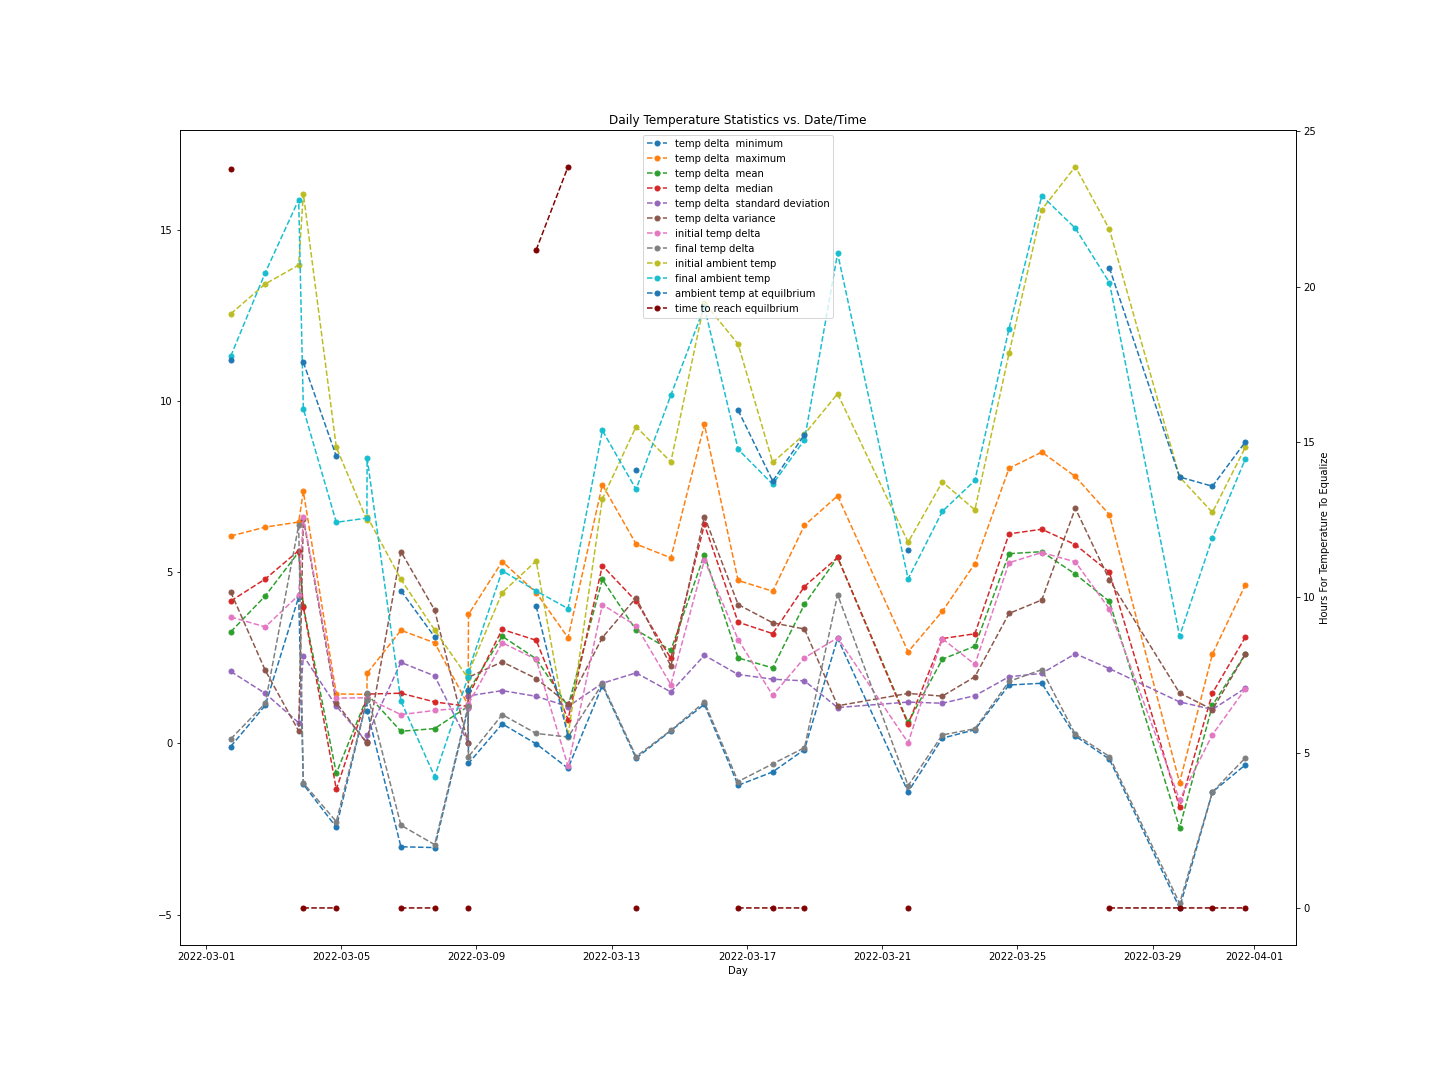 Daily Temperature Statistics vs. Date/Time
temp delta  minimum
temp delta  maximum
temp delta  mean
temp delta  median
temp delta  standard deviation
temp delta variance
initial temp delta
final temp delta
initial ambient temp
final ambient temp
ambient temp at equilbrium
time to reach equilbrium
15
10
5
0
−5
25
20
15
10
5
0
Hours For Temperature To Equalize
2022-03-01 2022-03-05 2022-03-09 2022-03-13 2022-03-17 2022-03-21 2022-03-25 2022-03-29 2022-04-01
Day